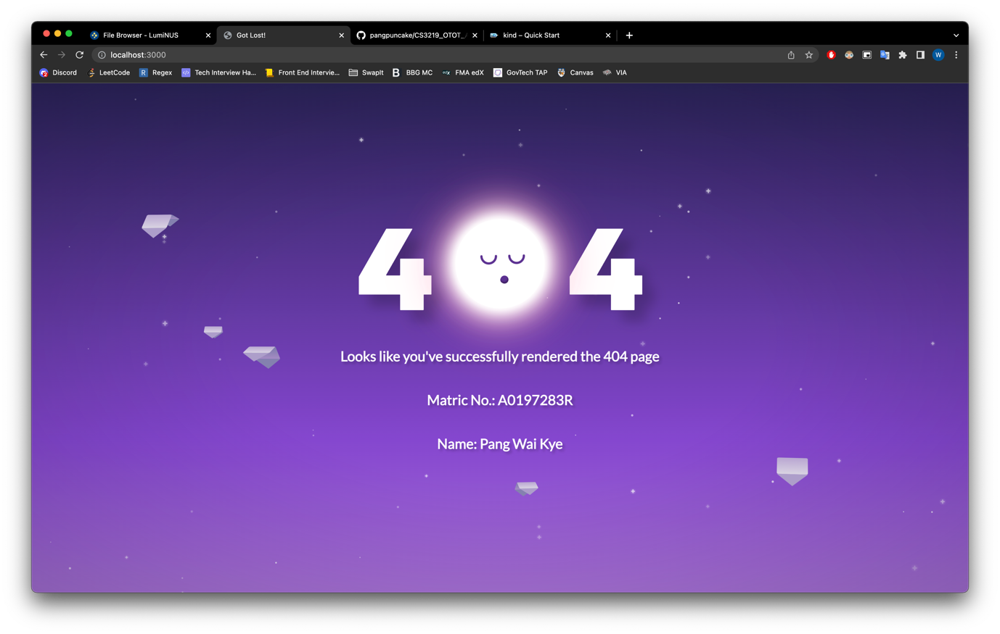 File Browser - LumiNUS
Got Lost!
pangpuncake/CS3219_OTOT_
kind – Quick Start
localhost:3000
W
Discord
LeetCode
R Regex
Tech Interview Ha...
Front End Intervie...
SwapIt
B BBG MC
edX FMA edX
GovTech TAP
Canvas
VIA
4 4
Looks like you've successfully rendered the 404 page
Matric No.: A0197283R
Name: Pang Wai Kye